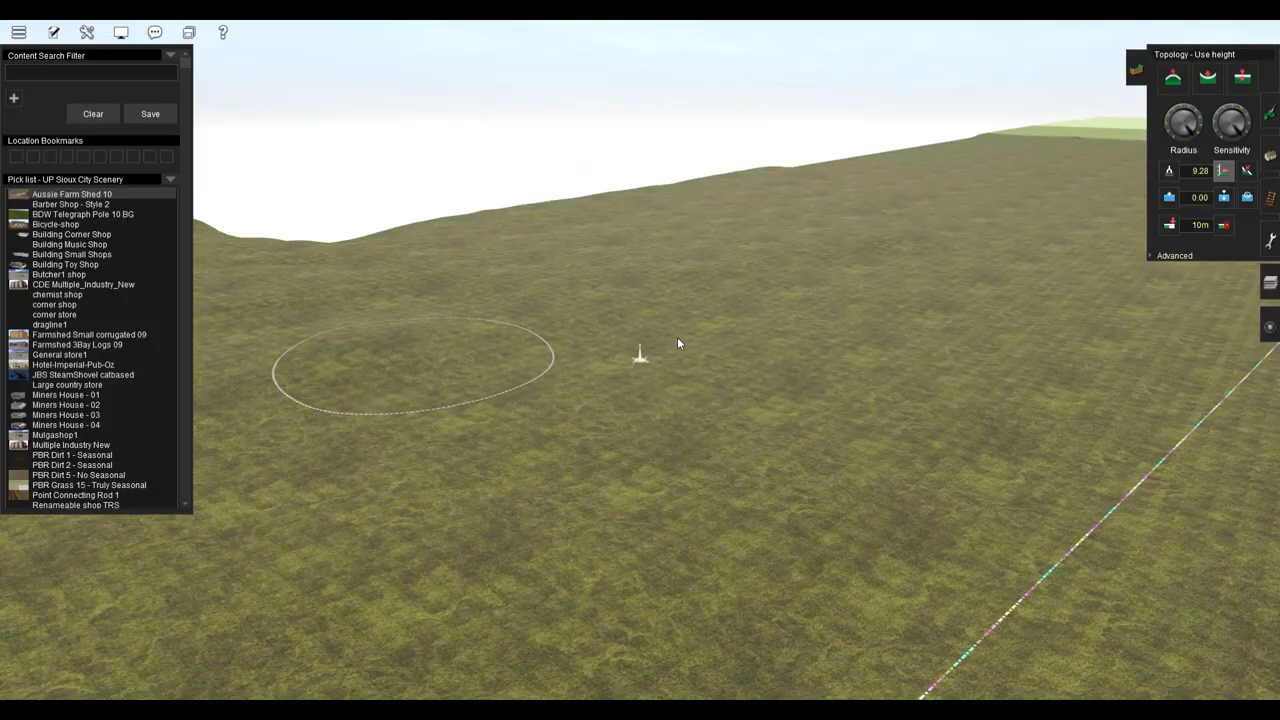 Content Search Filter
Clear
Save
Location Bookmarks
Pick list - UP Sioux City Scenery
Aussie Farm Shed 10
Barber Shop - Style 2
BDW Telegraph Pole 10 BG
Bicycle-shop
Building Corner Shop
Building Music Shop
Building Small Shops
Building Toy Shop
Butcher1 shop
CDE Multiple_Industry_New
chemist shop
corner shop
corner store
dragline1
Farmshed Small corrugated 09
Farmshed 3Bay Logs 09
General store1
Hotel-Imperial-Pub-Oz
JBS SteamShovel catbased
Large country store
Miners House - 01
Miners House - 02
Miners House - 03
Miners House - 04
Mulgashop1
Multiple Industry New
PBR Dirt 1 - Seasonal
PBR Dirt 2 - Seasonal
PBR Dirt 5 - No Seasonal
PBR Grass 15 - Truly Seasonal
Point Connecting Rod 1
Renameable shop TRS
Topology - Use height
Radius
Sensitivity
9.28
0.00
10m
Advanced